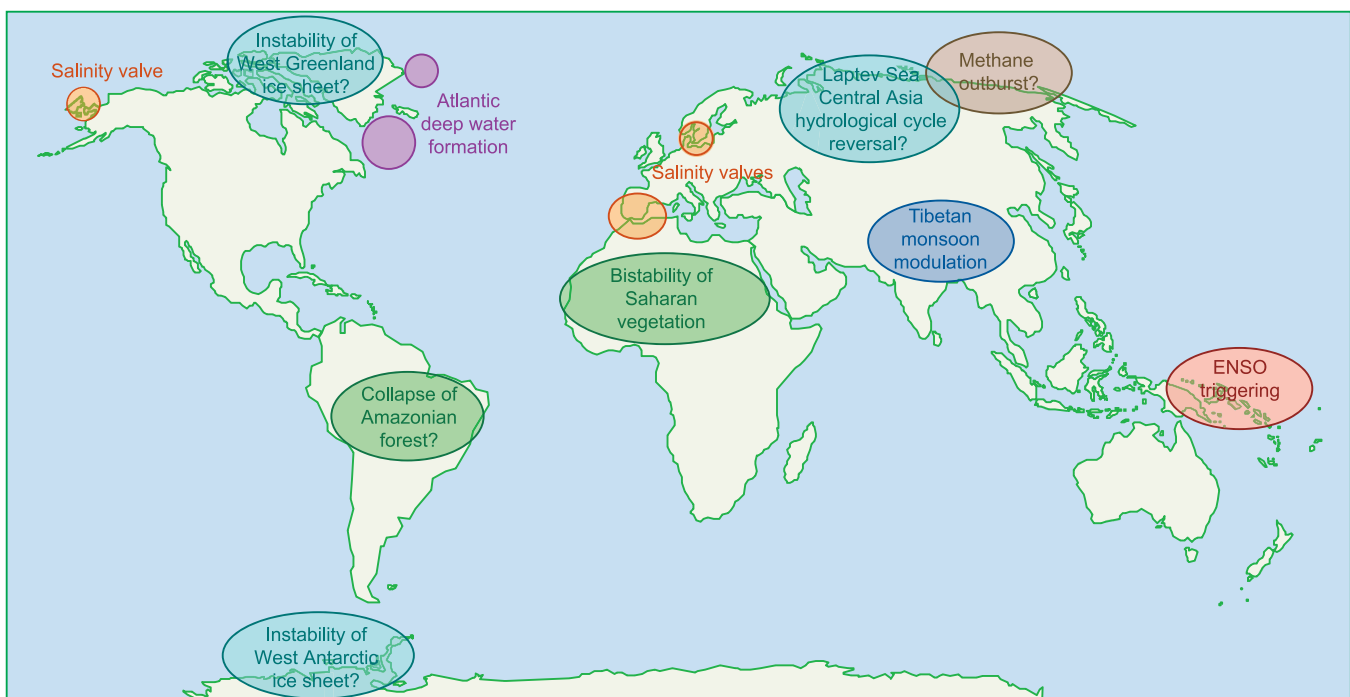 Instability of
West Greenland
ice sheet?
Salinity valve
Atlantic
deep water
formation
Laptev Sea
Central Asia
hydrological cycle
reversal?
Methane
outburst?
Salinity valves
Tibetan
monsoon
modulation
Bistability of
Saharan
vegetation
ENSO
triggering
Collapse of
Amazonian
forest?
Instability of
West Antarctic
ice sheet?